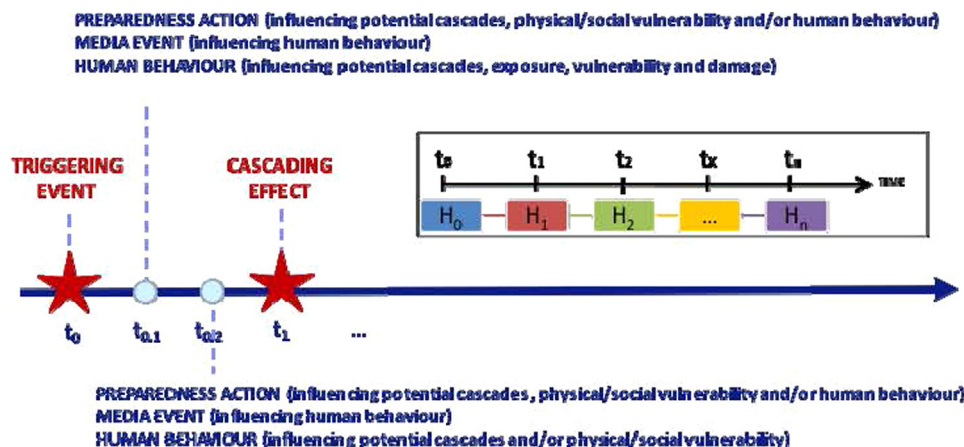 PREPAREDNESS ACTION (influencing potential cascades, physical/social vulnerability and/or human behaviour)
MEDIA EVENT (influencing human behaviour)
HUMAN BEHAVIOUR (influencing potential cascades, exposure, vulnerability and damage)
TRIGGERING
EVENT
CASCADING
EFFECT
t0 t1 t2 tx tn
TIME
H0 H1 H2 ... Hn
t0 t0.1 t0.2 t1 ...
PREPAREDNESS ACTION (influencing potential cascades, physical/social vulnerability and/or human behaviour)
MEDIA EVENT (influencing human behaviour)
HUMAN BEHAVIOUR (influencing potential cascades and/or physical/social vulnerability)